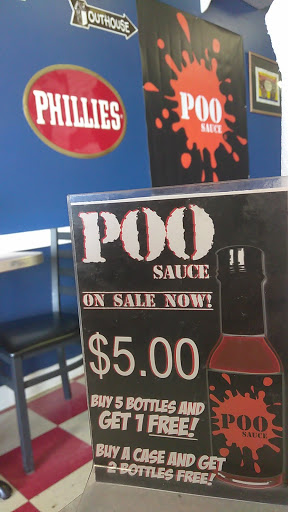 OUTHOUSE
PHILLIES
POO
SAUCE
POO
SAUCE
ON SALE NOW!
$5.00
BUY 5 BOTTLES AND
GET 1 FREE!
BUY A CASE AND GET
2 BOTTLES FREE!
POO
SAUCE